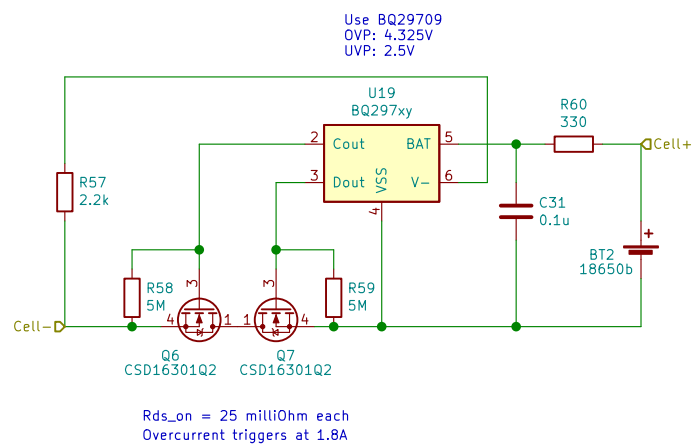 Use BQ29709
OVP: 4.325V
UVP: 2.5V
U19
BQ297xy
R60
330
2 Cout BAT 5
Cell+
R57
2.2k
3 Dout VSS V- 6
4
C31
0.1u
+
BT2
18650b
R58
5M
3
3
R59
5M
Cell-
4 1 1 4
Q6
CSD16301Q2
Q7
CSD16301Q2
Rds_on = 25 milliOhm each
Overcurrent triggers at 1.8A